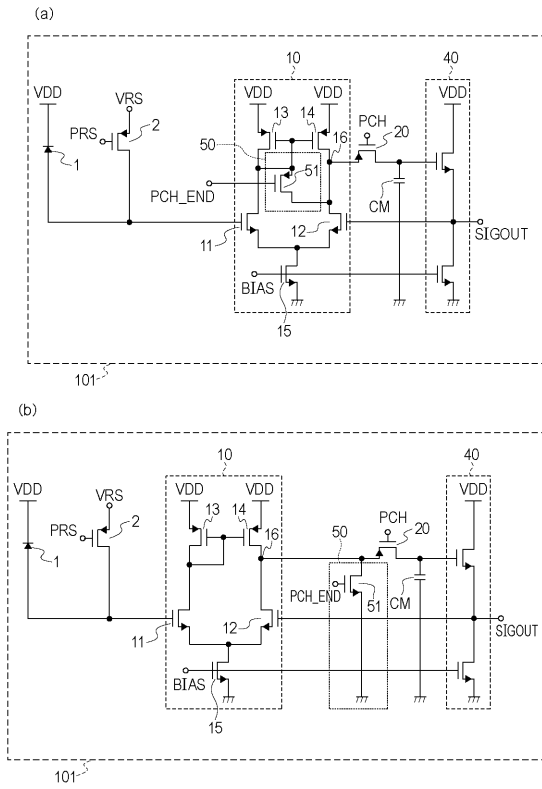 (a)
10
40
VDD
VRS
VDD
VDD
VDD
PRS
2
13
14
PCH
20
50
16
1
51
PCH_END
CM
11
12
SIGOUT
BIAS
15
101
(b)
10
40
VDD
VRS
VDD
VDD
VDD
PRS
2
13
14
PCH
20
16
50
1
PCH_END
51
CM
11
12
SIGOUT
BIAS
15
101